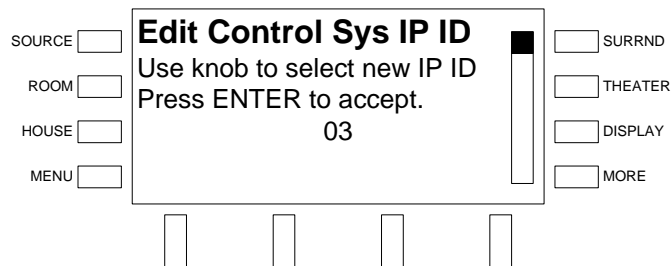 Edit Control Sys IP ID
Use knob to select new IP ID
Press ENTER to accept.
03
SOURCE
ROOM
HOUSE
MENU
SURRND
THEATER
DISPLAY
MORE